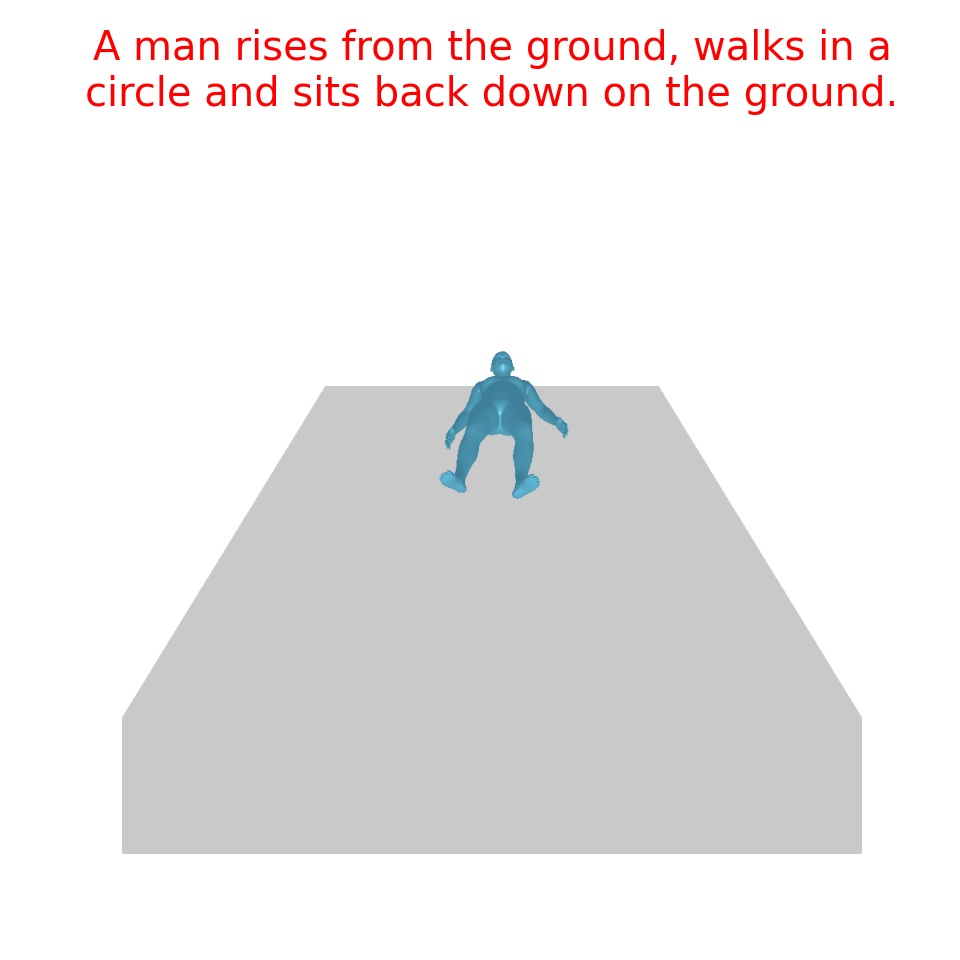 A man rises from the ground, walks in a
circle and sits back down on the ground.